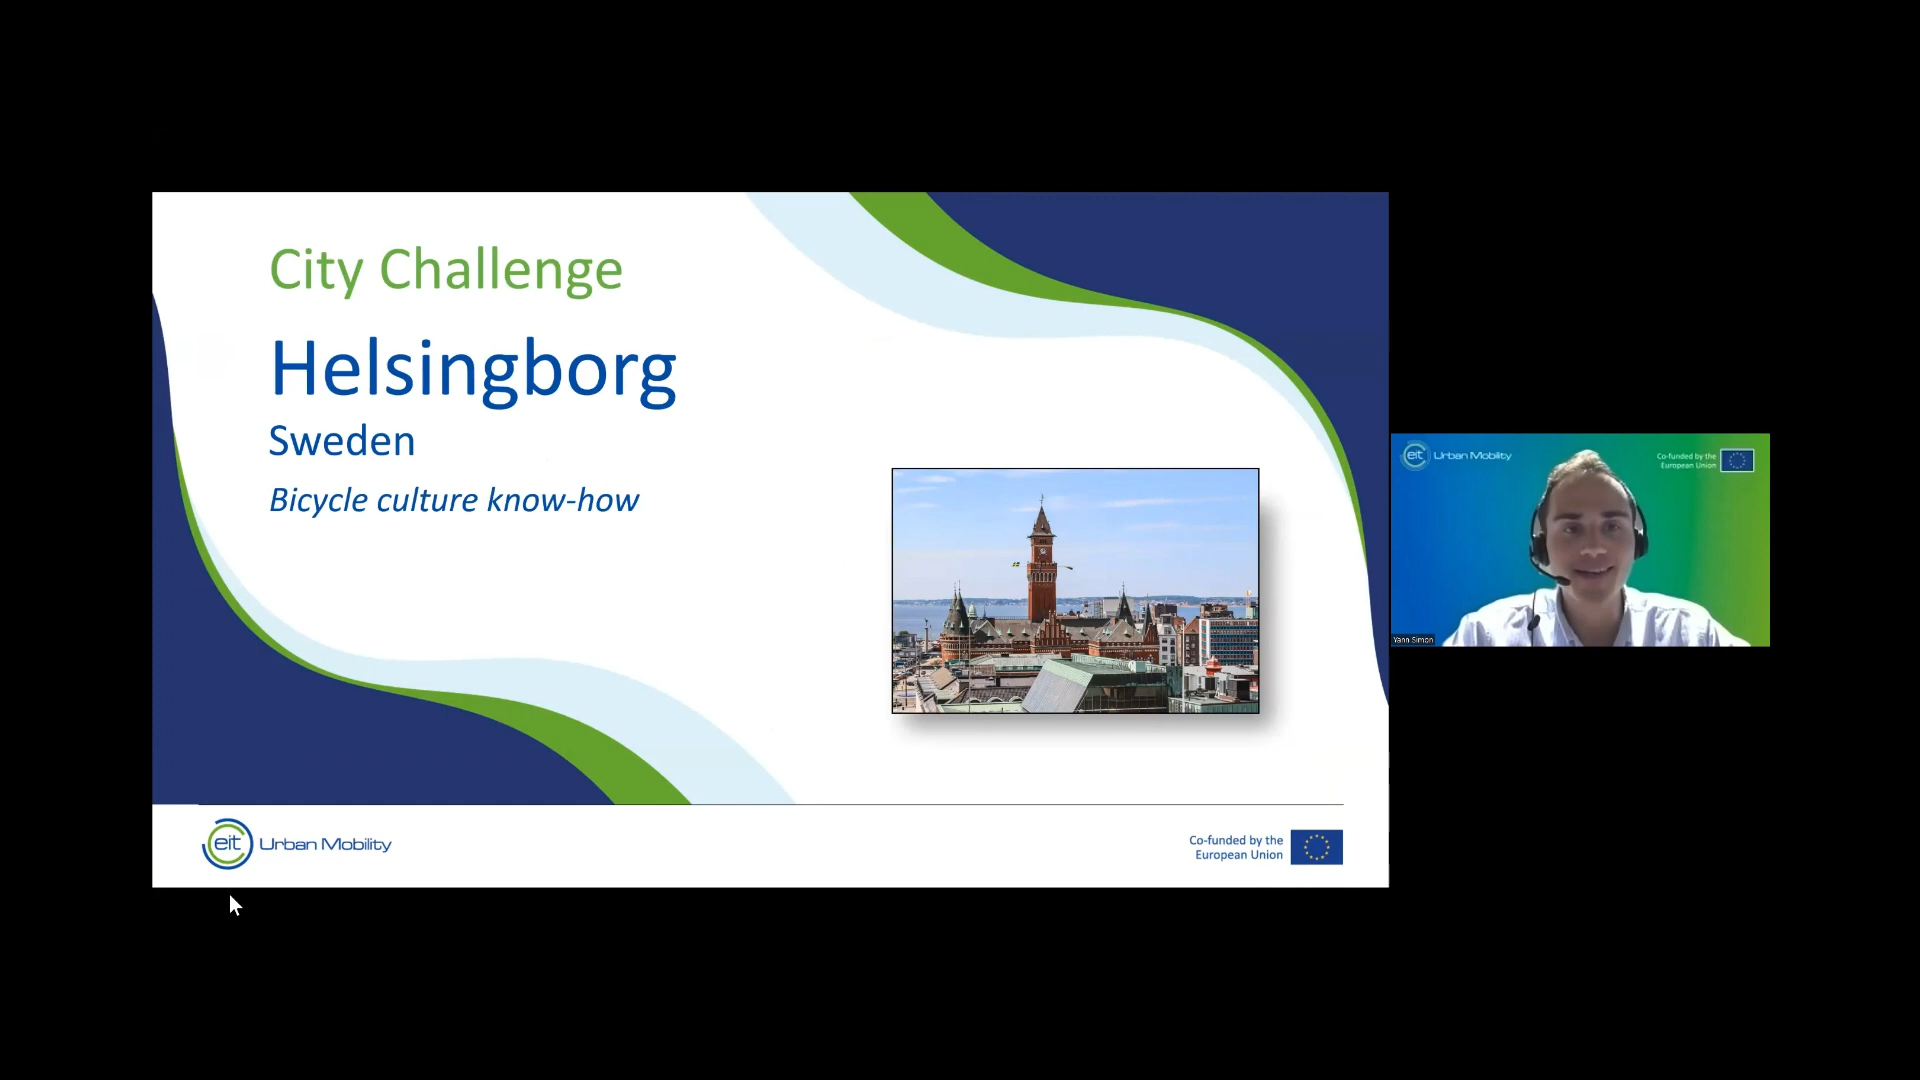 City Challenge
Helsingborg
Sweden
Bicycle culture know-how
eit Urban Mobility
Co-funded by the
European Union
eit Urban Mobility
Co-funded by the
European Union
Yann Simon